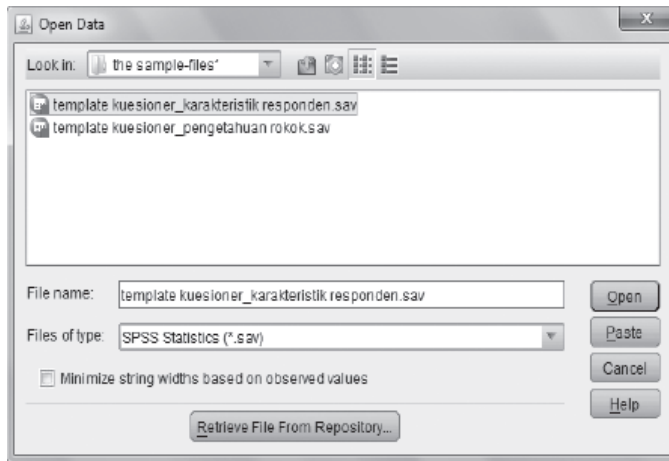 Open Data
X
Look in: the sample-files*
template kuesioner_karakteristik responden.sav
template kuesioner_pengetahuan rokok.sav
File name: template kuesioner_karakteristik responden.sav
Open
Files of type: SPSS Statistics (*.sav)
Paste
Minimize string widths based on observed values
Cancel
Help
Retrieve File From Repository...